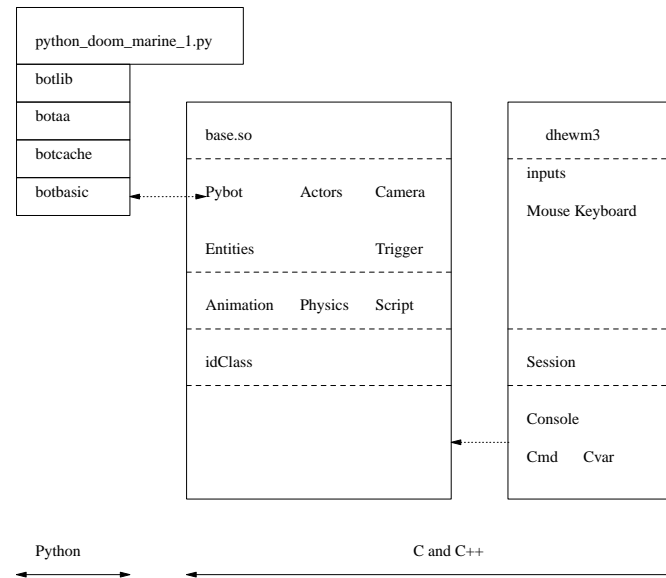 python_doom_marine_1.py
botlib
botaa
botcache
botbasic
base.so
Pybot Actors Camera
Entities Trigger
Animation Physics Script
idClass
dhewm3
inputs
Mouse Keyboard
Session
Console
Cmd Cvar
Python
C and C++